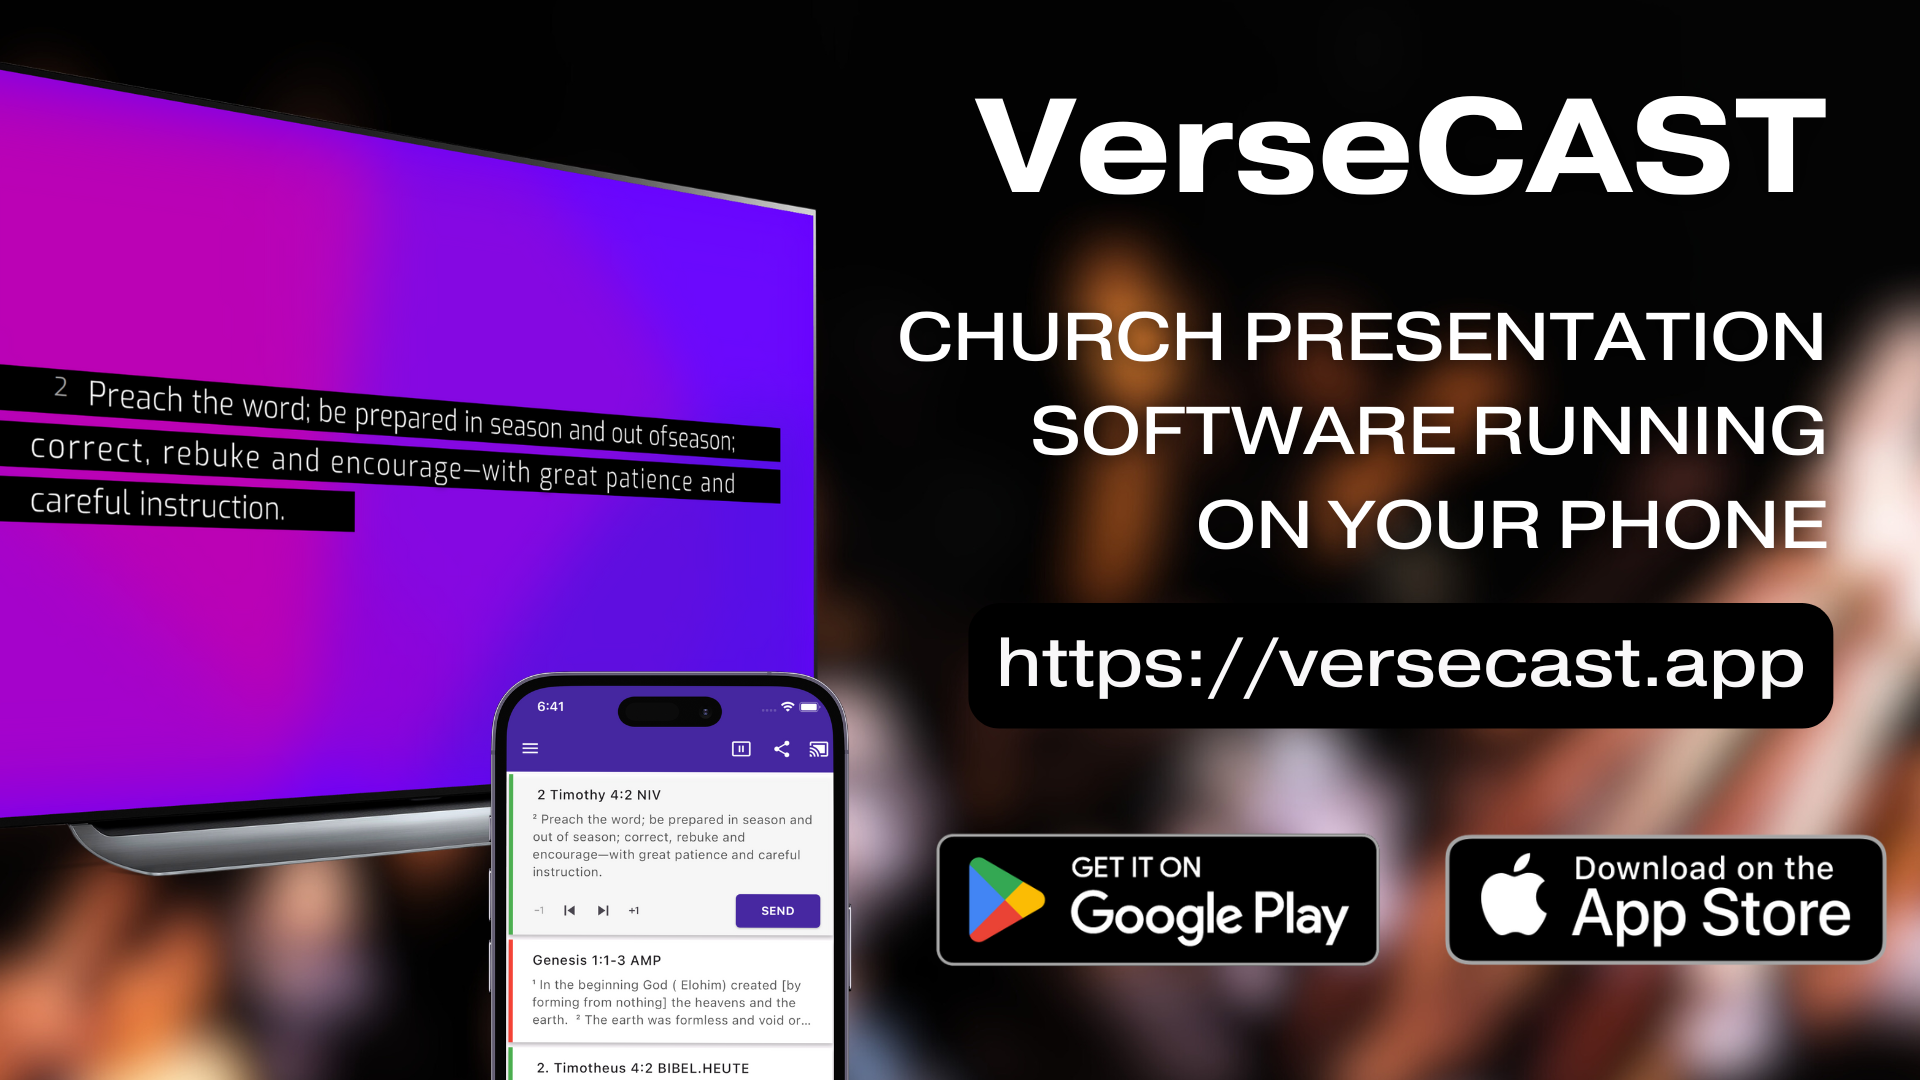 VerseCAST
CHURCH PRESENTATION
SOFTWARE RUNNING
ON YOUR PHONE
https://versecast.app
GET IT ON
Google Play
Download on the
App Store
2 Preach the word; be prepared in season and out ofseason;
correct, rebuke and encourage—with great patience and
careful instruction.
6:41
2 Timothy 4:2 NIV
² Preach the word; be prepared in season and
out of season; correct, rebuke and
encourage—with great patience and careful
instruction.
-1 +1 SEND
Genesis 1:1-3 AMP
¹ In the beginning God ( Elohim) created [by
forming from nothing] the heavens and the
earth. ² The earth was formless and void or...
2. Timotheus 4:2 BIBEL.HEUTE